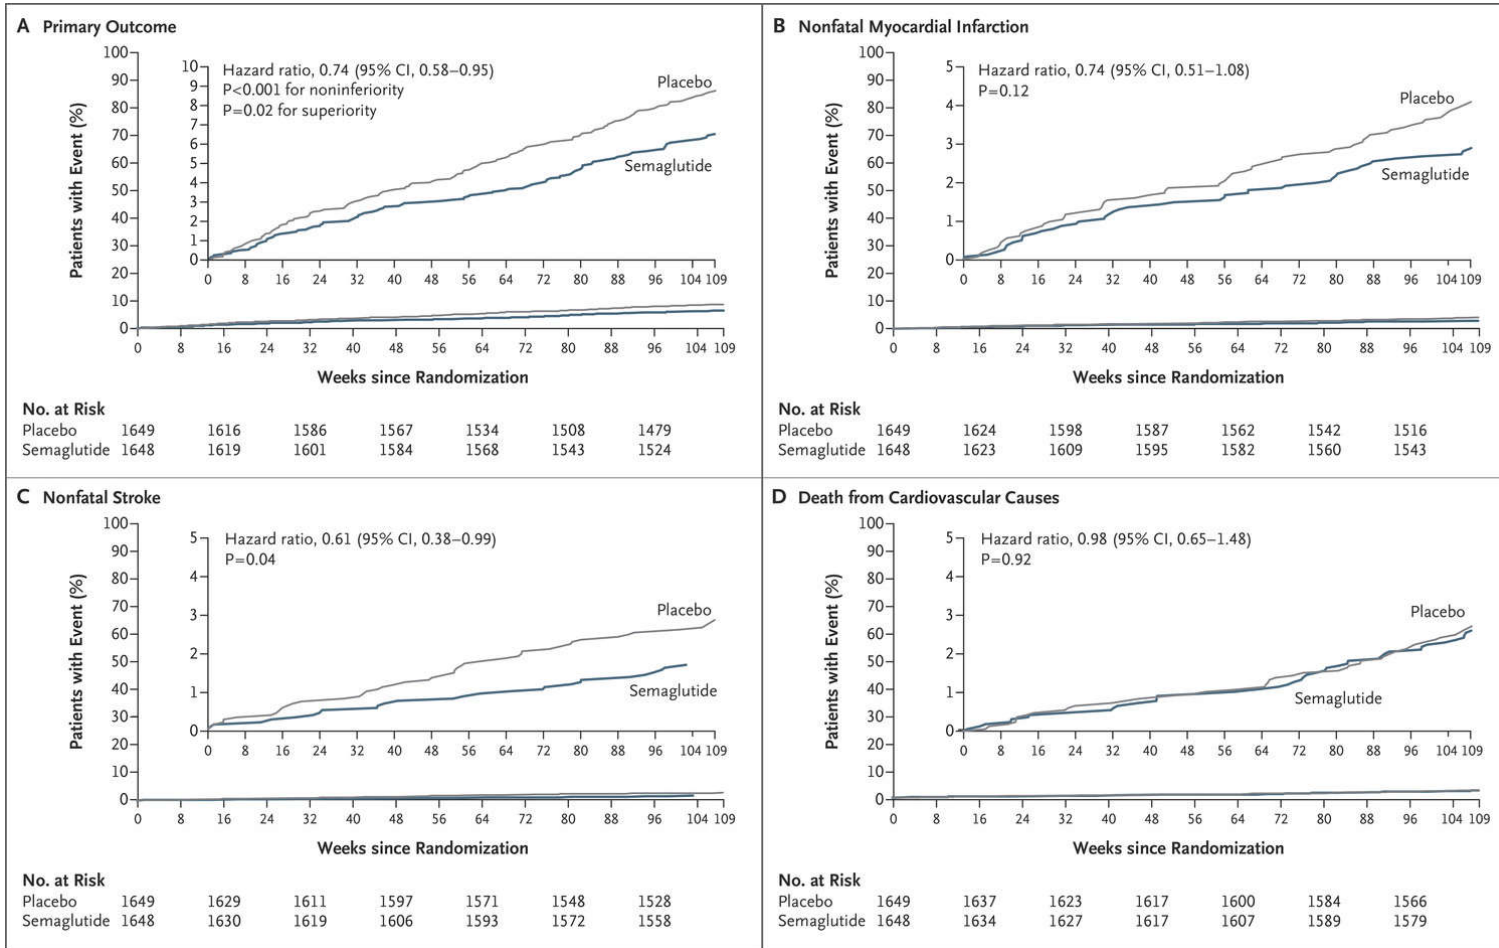 A Primary Outcome
Patients with Event (%)
100
90
80
70
60
50
40
30
20
10
0
10
9
8
7
6
5
4
3
2
1
0
Hazard ratio, 0.74 (95% CI, 0.58–0.95)
P<0.001 for noninferiority
P=0.02 for superiority
Placebo
Semaglutide
0 8 16 24 32 40 48 56 64 72 80 88 96 104 109
0 8 16 24 32 40 48 56 64 72 80 88 96 104 109
Weeks since Randomization
No. at Risk
Placebo 1649 1616 1586 1567 1534 1508 1479
Semaglutide 1648 1619 1601 1584 1568 1543 1524
B Nonfatal Myocardial Infarction
Patients with Event (%)
100
90
80
70
60
50
40
30
20
10
0
5
4
3
2
1
0
Hazard ratio, 0.74 (95% CI, 0.51–1.08)
P=0.12
Placebo
Semaglutide
0 8 16 24 32 40 48 56 64 72 80 88 96 104 109
0 8 16 24 32 40 48 56 64 72 80 88 96 104 109
Weeks since Randomization
No. at Risk
Placebo 1649 1624 1598 1587 1562 1542 1516
Semaglutide 1648 1623 1609 1595 1582 1560 1543
C Nonfatal Stroke
Patients with Event (%)
100
90
80
70
60
50
40
30
20
10
0
5
4
3
2
1
0
Hazard ratio, 0.61 (95% CI, 0.38–0.99)
P=0.04
Placebo
Semaglutide
0 8 16 24 32 40 48 56 64 72 80 88 96 104 109
0 8 16 24 32 40 48 56 64 72 80 88 96 104 109
Weeks since Randomization
No. at Risk
Placebo 1649 1629 1611 1597 1571 1548 1528
Semaglutide 1648 1630 1619 1606 1593 1572 1558
D Death from Cardiovascular Causes
Patients with Event (%)
100
90
80
70
60
50
40
30
20
10
0
5
4
3
2
1
0
Hazard ratio, 0.98 (95% CI, 0.65–1.48)
P=0.92
Placebo
Semaglutide
0 8 16 24 32 40 48 56 64 72 80 88 96 104 109
0 8 16 24 32 40 48 56 64 72 80 88 96 104 109
Weeks since Randomization
No. at Risk
Placebo 1649 1637 1623 1617 1600 1584 1566
Semaglutide 1648 1634 1627 1617 1607 1589 1579